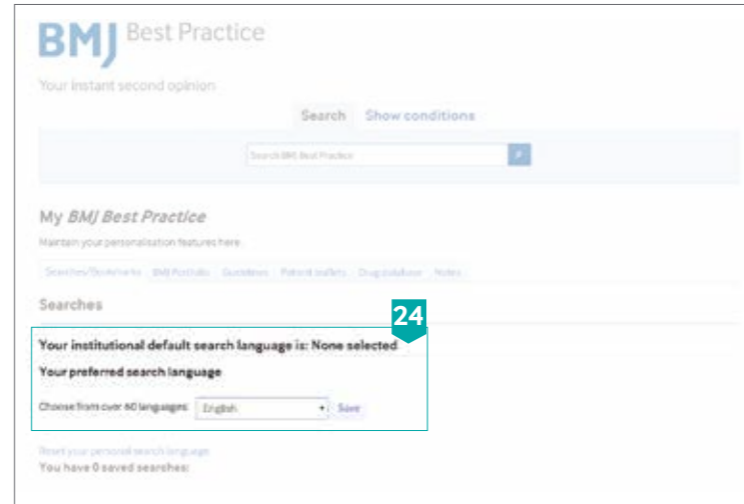 BMJ Best Practice
Your instant second opinion
Search Show conditions
Search BMJ Best Practice
My BMJ Best Practice
Maintain your personalisation features here
Searches/Bookmarks BMJ Portfolio Guidelines Patient leaflets Drug database Notes
Searches
24
Your institutional default search language is: None selected
Your preferred search language
Choose from over 60 languages: English Save
Reset your personal search language
You have 0 saved searches: